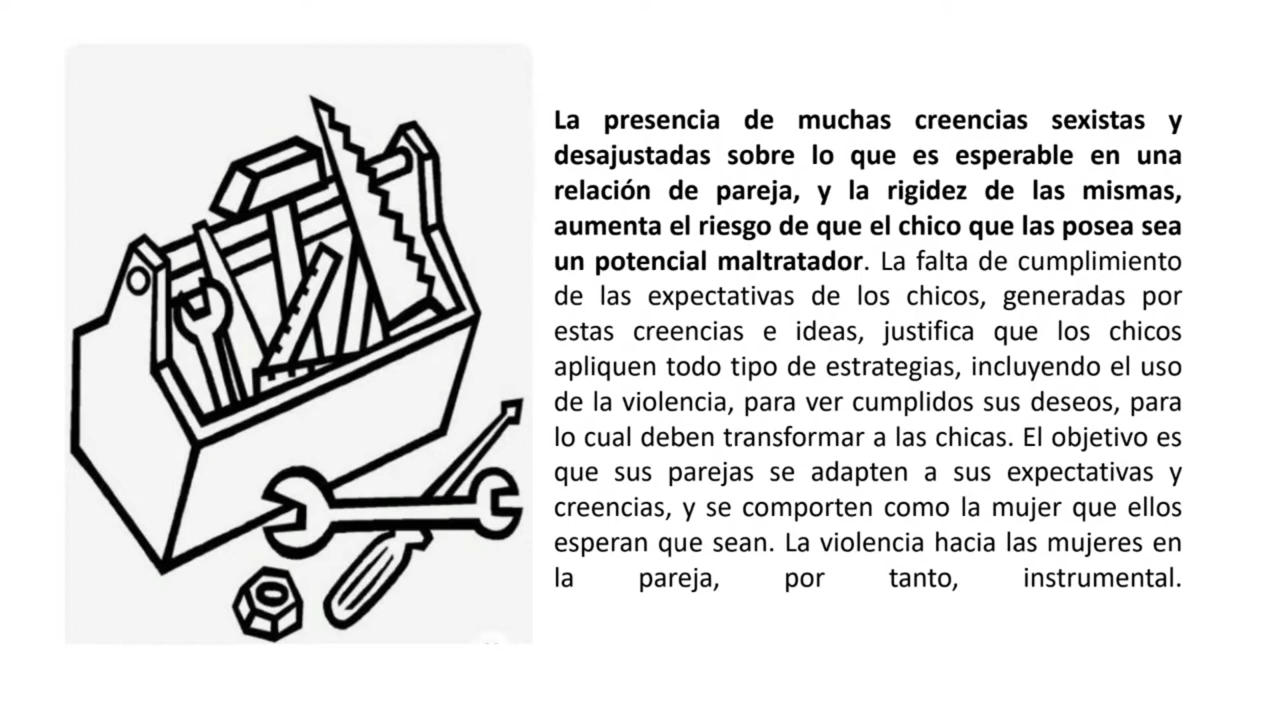 La presencia de muchas creencias sexistas y
desajustadas sobre lo que es esperable en una
relación de pareja, y la rigidez de las mismas,
aumenta el riesgo de que el chico que las posea sea
un potencial maltratador. La falta de cumplimiento
de las expectativas de los chicos, generadas por
estas creencias e ideas, justifica que los chicos
apliquen todo tipo de estrategias, incluyendo el uso
de la violencia, para ver cumplidos sus deseos, para
lo cual deben transformar a las chicas. El objetivo es
que sus parejas se adapten a sus expectativas y
creencias, y se comporten como la mujer que ellos
esperan que sean. La violencia hacia las mujeres en
la pareja, por tanto, instrumental.